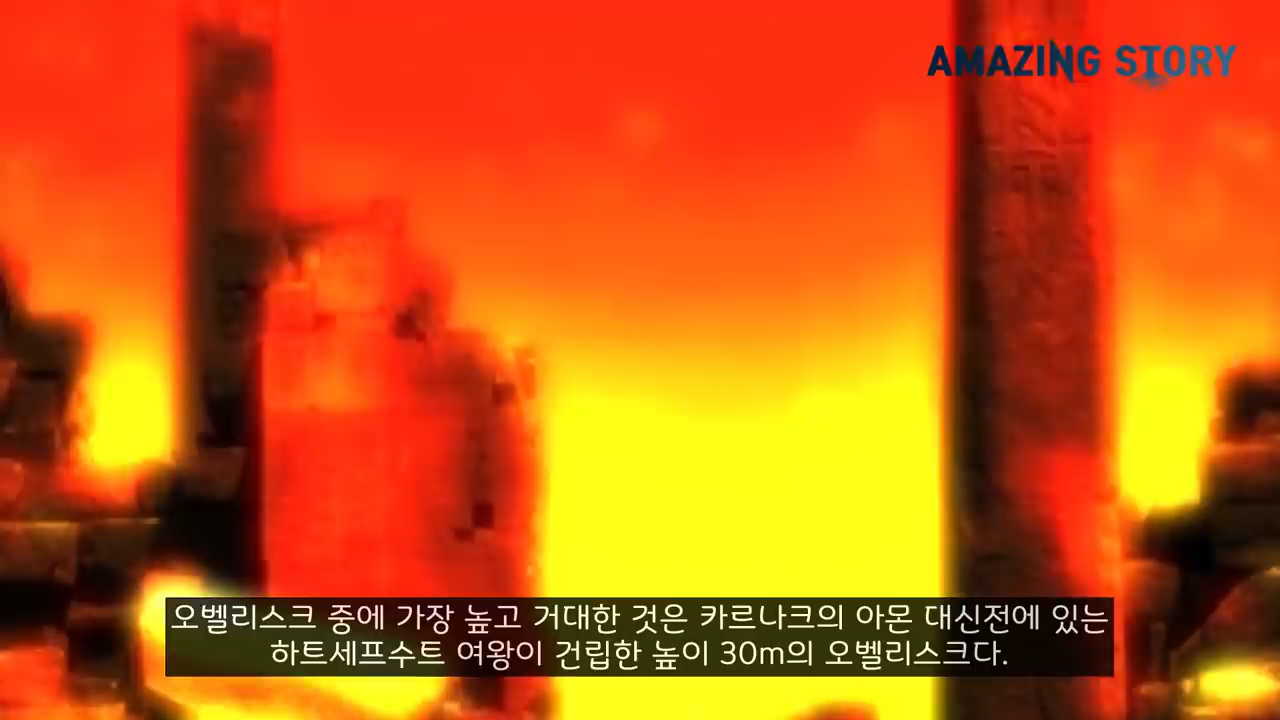 AMAZING STORY
오벨리스크 중에 가장 높고 거대한 것은 카르나크의 아몬 대신전에 있는
하트세프수트 여왕이 건립한 높이 30m의 오벨리스크다.